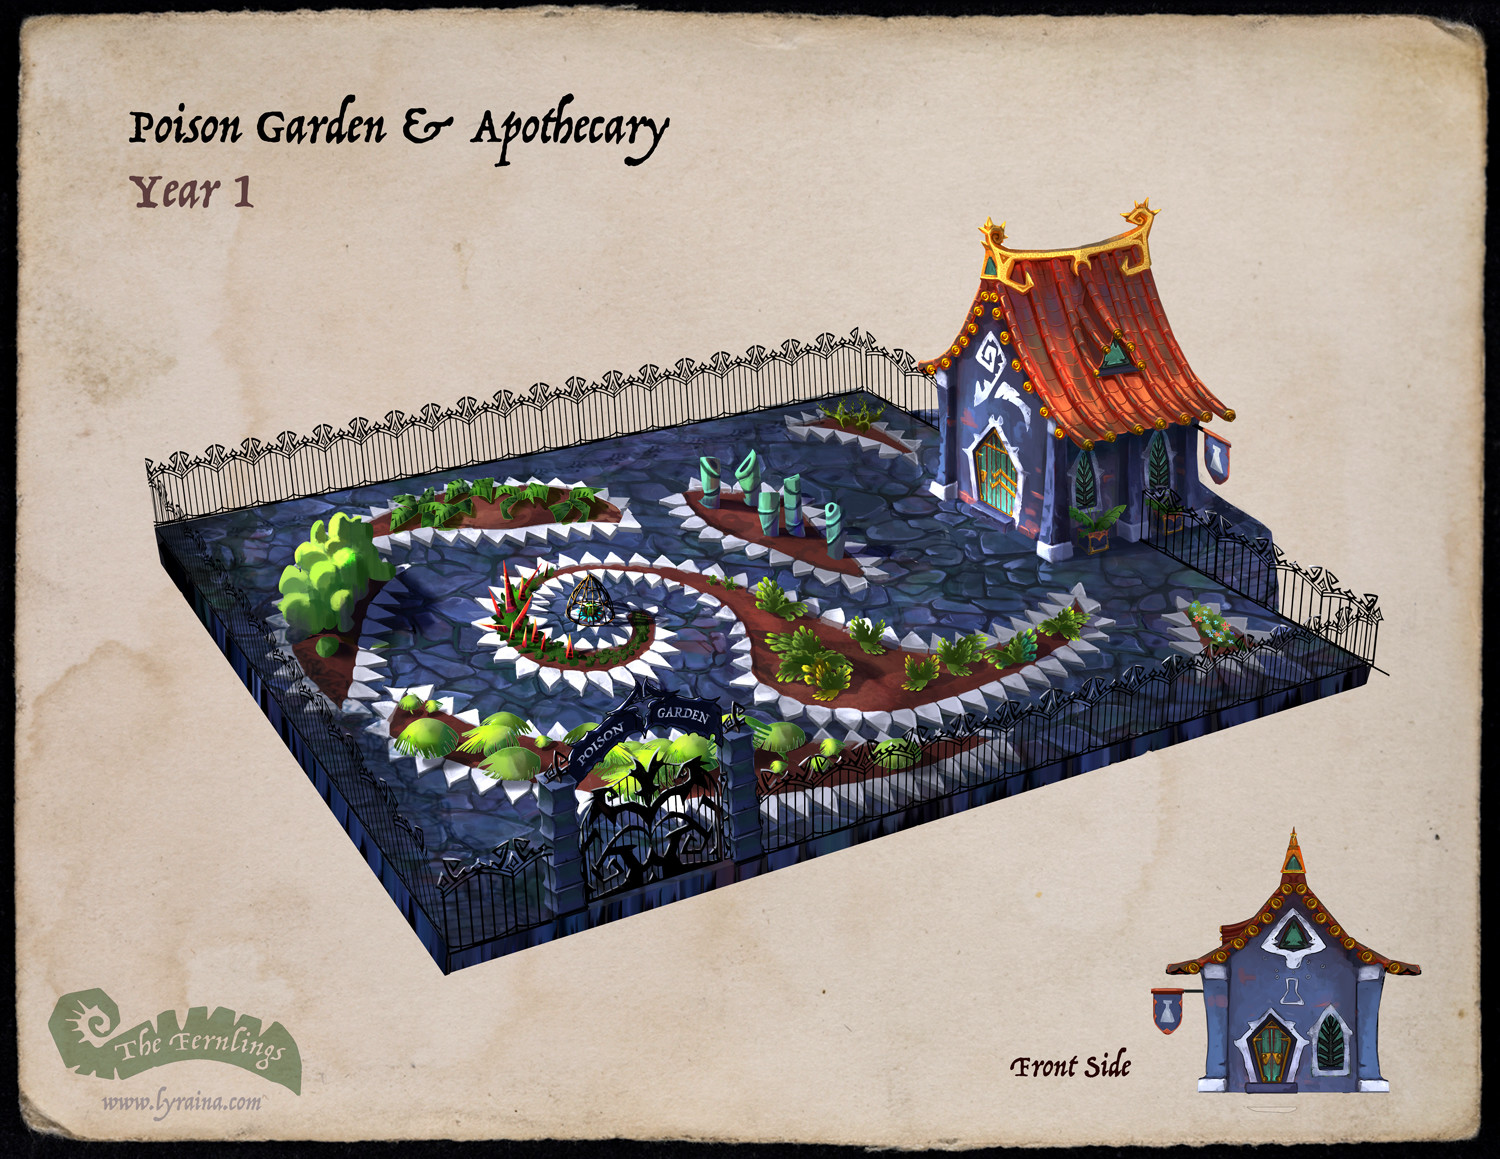 Poison Garden & Apothecary
Year 1
POISON GARDEN
Front Side
The Fernlings
www.lyraina.com